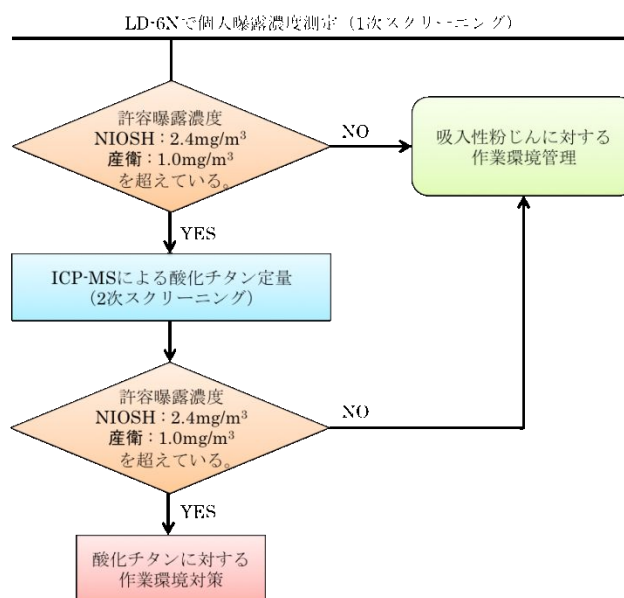 LD-6Nで個人曝露濃度測定（1次スクリーニング）
許容曝露濃度
NIOSH：2.4mg/m³
産衛：1.0mg/m³
を超えている。
NO
吸入性粉じんに対する
作業環境管理
YES
ICP-MSによる酸化チタン定量
（2次スクリーニング）
許容曝露濃度
NIOSH：2.4mg/m³
産衛：1.0mg/m³
を超えている。
NO
YES
酸化チタンに対する
作業環境対策